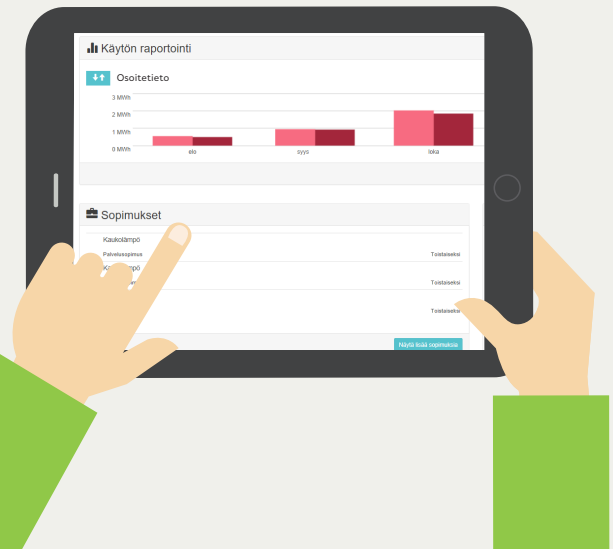 Käytön raportointi
Osoitetieto
3 MWh
2 MWh
1 MWh
0 MWh
elo syys loka
Sopimukset
Kaukolämpö
Palvelusopimus Toistaiseksi
Toistaiseksi
Toistaiseksi
Näytä lisää sopimuksia